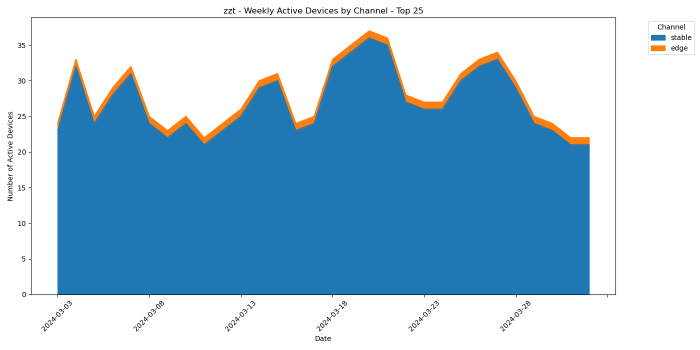 zzt - Weekly Active Devices by Channel - Top 25
Channel
stable
edge
Number of Active Devices
35
30
25
20
15
10
5
0
2024-03-03
2024-03-08
2024-03-13
2024-03-18
2024-03-23
2024-03-28
Date